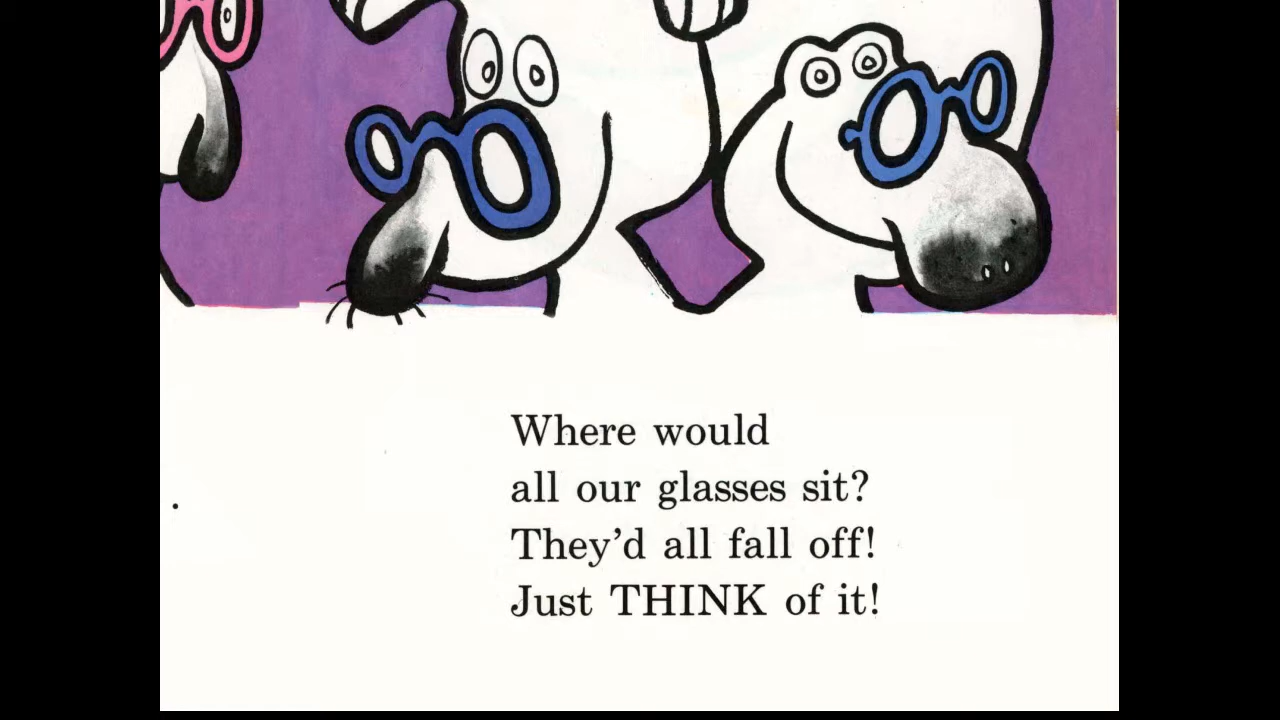 Where would
all our glasses sit?
They'd all fall off!
Just THINK of it!